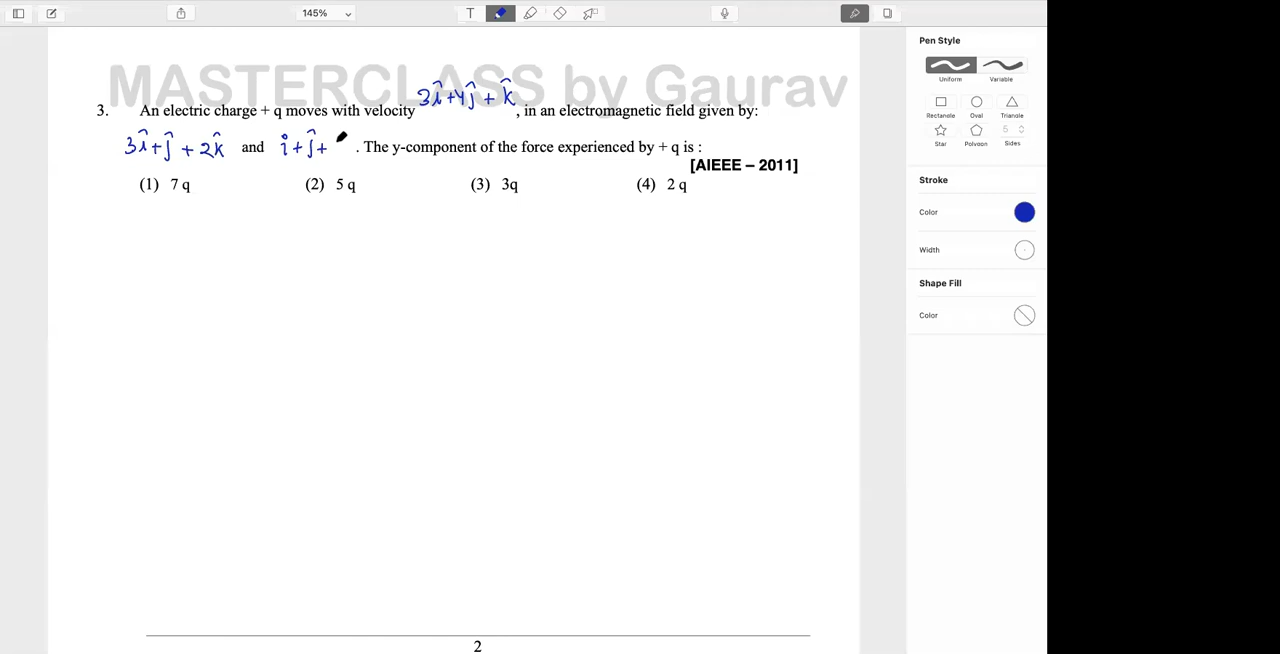 145%
T
Pen Style
Uniform Variable
Rectangle Oval Triangle
5
Star Polygon Sides
Stroke
Color
Width
Shape Fill
Color
MASTERCLASS by Gaurav
3. An electric charge + q moves with velocity 3î+4ĵ + k̂, in an electromagnetic field given by:
3î+ĵ + 2k̂ and i+ĵ+ . The y-component of the force experienced by + q is :
[AIEEE – 2011]
(1) 7 q (2) 5 q (3) 3q (4) 2 q
2